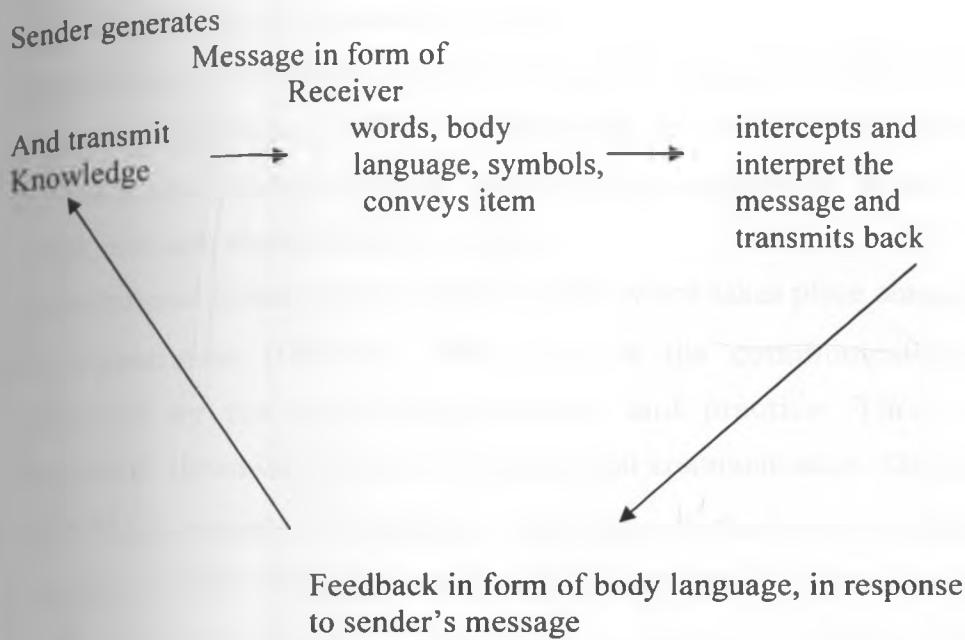 Sender generates
Message in form of
Receiver
And transmit
Knowledge
words, body
language, symbols,
conveys item
intercepts and
interpret the
message and
transmits back
Feedback in form of body language, in response
to sender's message